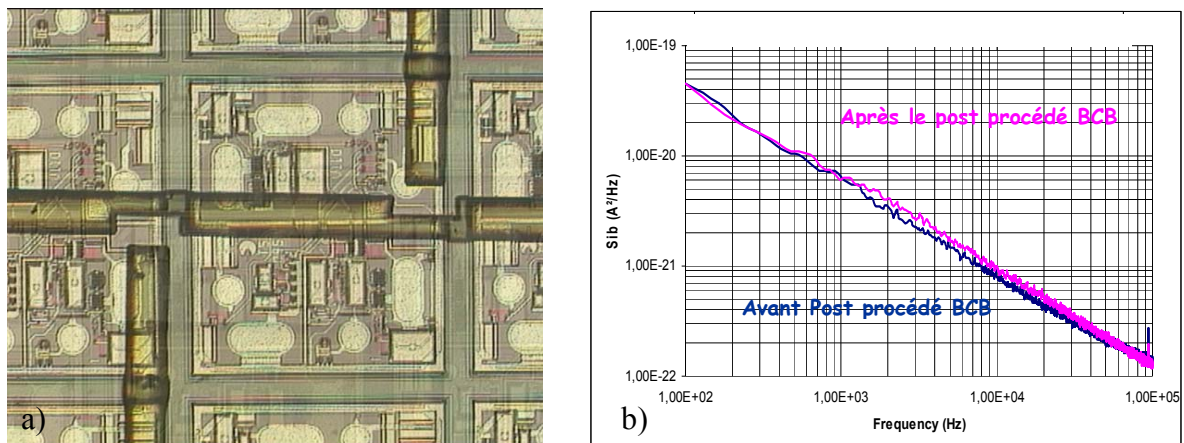 a)
1,00E-19
1,00E-20
1,00E-21
1,00E-22
Sib (A²/Hz)
Après le post procédé BCB
Avant Post procédé BCB
1,00E+02 1,00E+03 1,00E+04 1,00E+05
Frequency (Hz)
b)